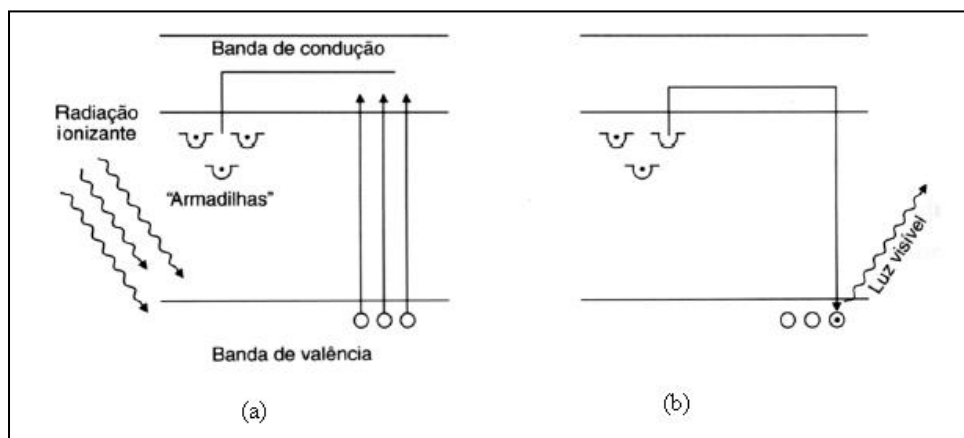 Banda de condução
Radiação
ionizante
"Armadilhas"
Banda de valência
(a)
Luz visível
(b)